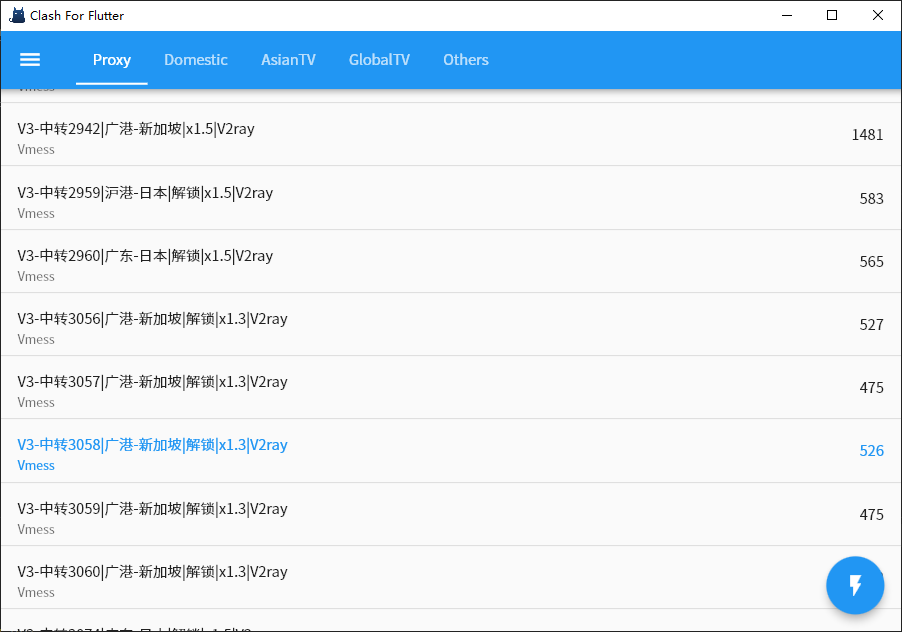 Clash For Flutter
Proxy Domestic AsianTV GlobalTV Others
Vmess
V3-中转2942|广港-新加坡|x1.5|V2ray
1481
Vmess
V3-中转2959|沪港-日本|解锁|x1.5|V2ray
583
Vmess
V3-中转2960|广东-日本|解锁|x1.5|V2ray
565
Vmess
V3-中转3056|广港-新加坡|解锁|x1.3|V2ray
527
Vmess
V3-中转3057|广港-新加坡|解锁|x1.3|V2ray
475
Vmess
V3-中转3058|广港-新加坡|解锁|x1.3|V2ray
526
Vmess
V3-中转3059|广港-新加坡|解锁|x1.3|V2ray
475
Vmess
V3-中转3060|广港-新加坡|解锁|x1.3|V2ray
Vmess